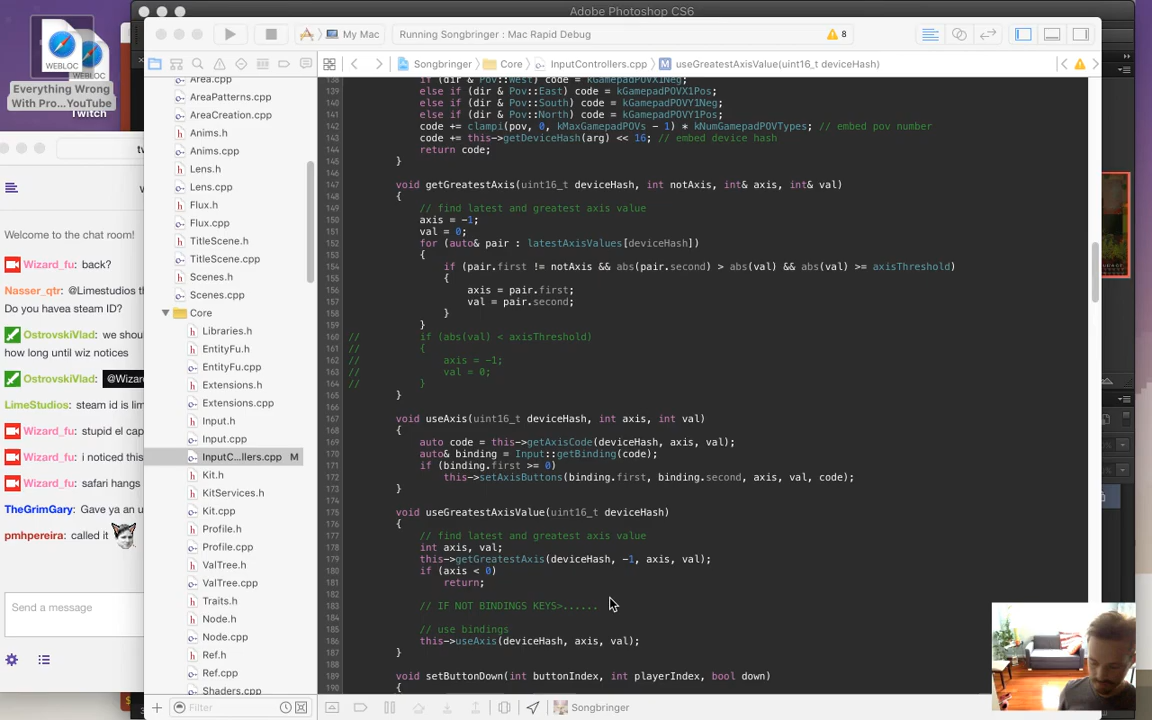 Adobe Photoshop CS6
My Mac
Running Songbringer : Mac Rapid Debug
8
WEBLOC
WEBLOC
Everything Wrong
With Pro...YouTube
Twitch
Songbringer
Core
InputControllers.cpp
useGreatestAxisValue(uint16_t deviceHash)
Welcome to the chat room!
Wizard_fu: back?
Nasser_qtr: @Limestudios
Do you havea steam ID?
OstrovskiVlad: we
how long until wiz notices
OstrovskiVlad:
LimeStudios: steam id is
Wizard_fu: stupid el cap
Wizard_fu: i noticed this
Wizard_fu: safari hangs
TheGrimGary: Gave ya an
pmhpereira: called it
Send a message
Area.cpp
AreaPatterns.cpp
AreaCreation.cpp
Anims.h
Anims.cpp
Lens.h
Lens.cpp
Flux.h
Flux.cpp
TitleScene.h
TitleScene.cpp
Scenes.h
Scenes.cpp
Core
Libraries.h
EntityFu.h
EntityFu.cpp
Extensions.h
Extensions.cpp
Input.h
Input.cpp
InputC...llers.cpp M
Kit.h
KitServices.h
Kit.cpp
Profile.h
Profile.cpp
ValTree.h
ValTree.cpp
Traits.h
Node.h
Node.cpp
Ref.h
Ref.cpp
Shaders.cpp
Filter
138 if (dir & Pov::West) code = kGamepadPOVX1Neg;
139 else if (dir & Pov::East) code = kGamepadPOVX1Pos;
140 else if (dir & Pov::South) code = kGamepadPOVY1Neg;
141 else if (dir & Pov::North) code = kGamepadPOVY1Pos;
142 code += clampi(pov, 0, kMaxGamepadPOVs - 1) * kNumGamepadPOVTypes; // embed pov number
143 code += this->getDeviceHash(arg) << 16; // embed device hash
144 return code;
145 }
146
147 void getGreatestAxis(uint16_t deviceHash, int notAxis, int& axis, int& val)
148 {
149 // find latest and greatest axis value
150 axis = -1;
151 val = 0;
152 for (auto& pair : latestAxisValues[deviceHash])
153 {
154 if (pair.first != notAxis && abs(pair.second) > abs(val) && abs(val) >= axisThreshold)
155 {
156 axis = pair.first;
157 val = pair.second;
158 }
159 }
160 // if (abs(val) < axisThreshold)
161 // {
162 // axis = -1;
163 // val = 0;
164 // }
165 }
166
167 void useAxis(uint16_t deviceHash, int axis, int val)
168 {
169 auto code = this->getAxisCode(deviceHash, axis, val);
170 auto& binding = Input::getBinding(code);
171 if (binding.first >= 0)
172 this->setAxisButtons(binding.first, binding.second, axis, val, code);
173 }
174
175 void useGreatestAxisValue(uint16_t deviceHash)
176 {
177 // find latest and greatest axis value
178 int axis, val;
179 this->getGreatestAxis(deviceHash, -1, axis, val);
180 if (axis < 0)
181 return;
182
183 // IF NOT BINDINGS KEYS>......
184
185 // use bindings
186 this->useAxis(deviceHash, axis, val);
187 }
188
189 void setButtonDown(int buttonIndex, int playerIndex, bool down)
190 {
Songbringer